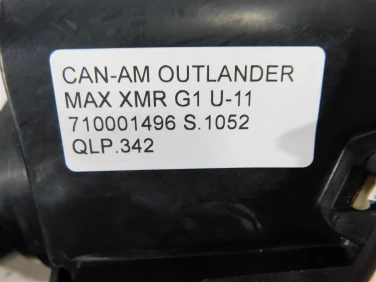 CAN-AM OUTLANDER
MAX XMR G1 U-11
710001496 S.1052
QLP.342